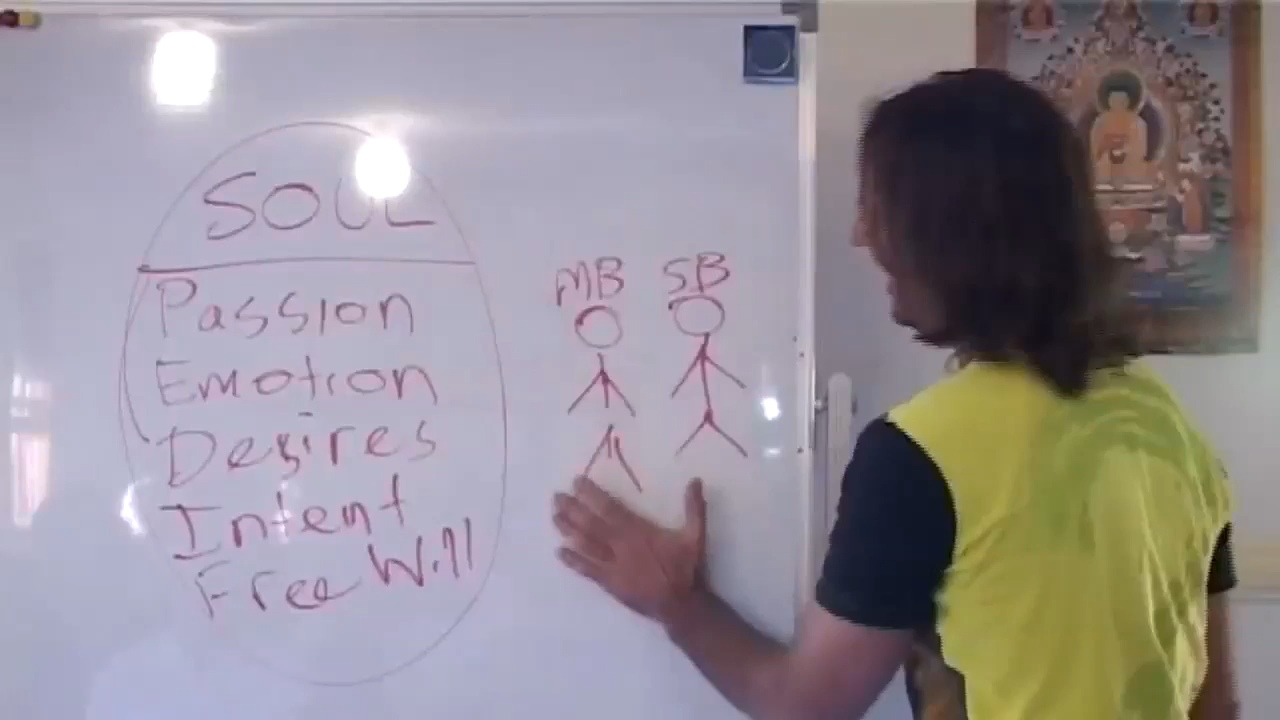 SOUL
Passion
Emotion
Desires
Intent
Free Will
MB SB